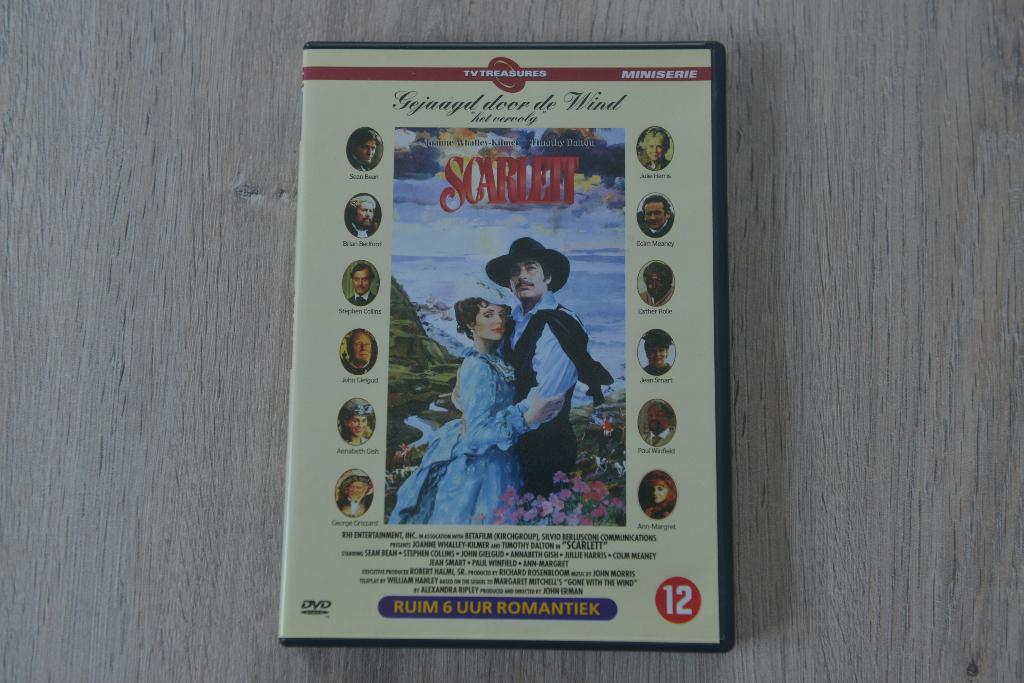 TV TREASURES
MINISERIE
Gejaagd door de Wind
"het vervolg"
Joanne Whalley-Kilmer Timothy Dalton
SCARLETT
Sean Bean
Julie Harris
Brian Bedford
Colm Meaney
Stephen Collins
Esther Rolle
John Gielgud
Jean Smart
Annabeth Gish
Paul Winfield
George Grizzard
Ann-Margret
RHI ENTERTAINMENT, INC. IN ASSOCIATION WITH BETAFILM (KIRCHGROUP), SILVIO BERLUSCONI COMMUNICATIONS
PRESENTS JOANNE WHALLEY-KILMER AND TIMOTHY DALTON IN "SCARLETT"
STARRING SEAN BEAN • STEPHEN COLLINS • JOHN GIELGUD • ANNABETH GISH • JULLIE HARRIS • COLM MEANEY
JEAN SMART • PAUL WINFIELD • ANN-MARGRET
EXECUTIVE PRODUCER ROBERT HALMI, SR. PRODUCED BY RICHARD ROSENBLOOM MUSIC BY JOHN MORRIS
TELEPLAY BY WILLIAM HANLEY BASED ON THE SEQUEL TO MARGARET MITCHELL'S "GONE WITH THE WIND"
BY ALEXANDRA RIPLEY PRODUCED AND DIRECTED BY JOHN ERMAN
DVD
VIDEO
RUIM 6 UUR ROMANTIEK
12